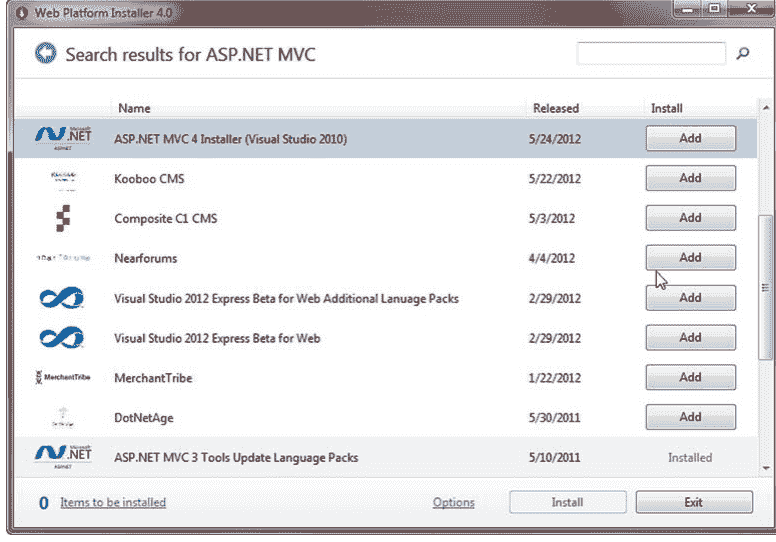 Web Platform Installer 4.0
Search results for ASP.NET MVC
Name Released Install
.NET ASP.NET MVC 4 Installer (Visual Studio 2010) 5/24/2012 Add
Kooboo CMS 5/22/2012 Add
Composite C1 CMS 5/3/2012 Add
Nearforums 4/4/2012 Add
Visual Studio 2012 Express Beta for Web Additional Lanuage Packs 2/29/2012 Add
Visual Studio 2012 Express Beta for Web 2/29/2012 Add
MerchantTribe MerchantTribe 1/22/2012 Add
DotNetAge 5/30/2011 Add
.NET ASP.NET MVC 3 Tools Update Language Packs 5/10/2011 Installed
0 Items to be installed Options Install Exit